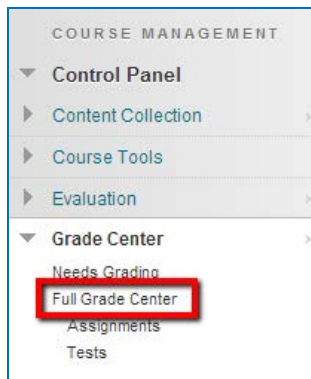 COURSE MANAGEMENT
Control Panel
Content Collection
Course Tools
Evaluation
Grade Center
Needs Grading
Full Grade Center
Assignments
Tests